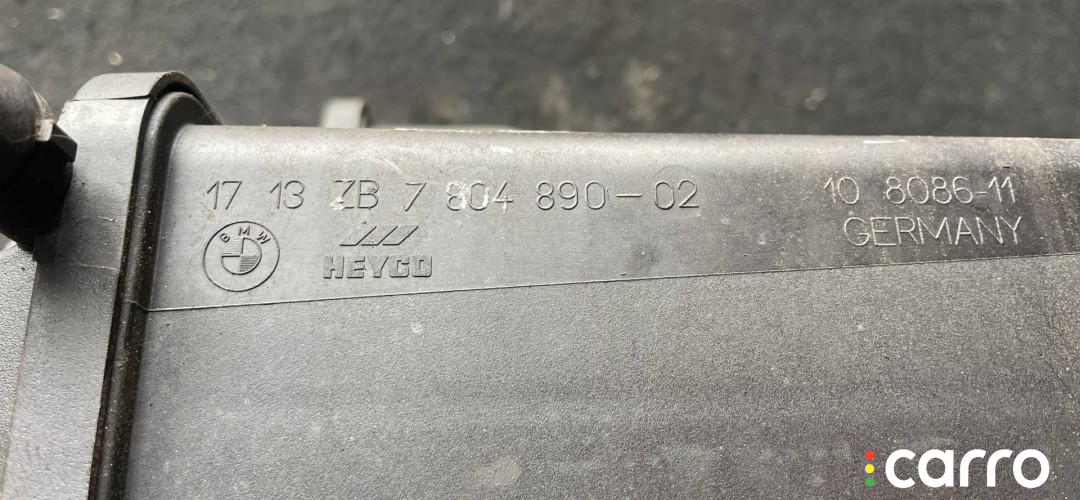 17 13 ZB 7 804 890-02
10 8086-11
GERMANY
BMW
HEYCO
carro